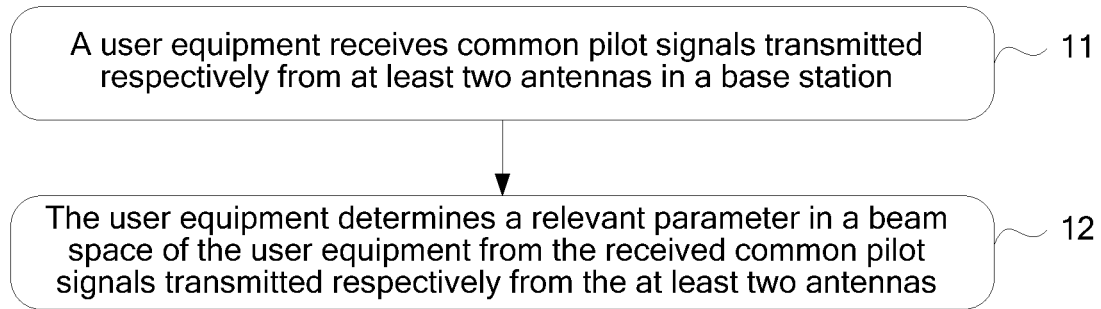 A user equipment receives common pilot signals transmitted
respectively from at least two antennas in a base station
11
The user equipment determines a relevant parameter in a beam
space of the user equipment from the received common pilot
signals transmitted respectively from the at least two antennas
12